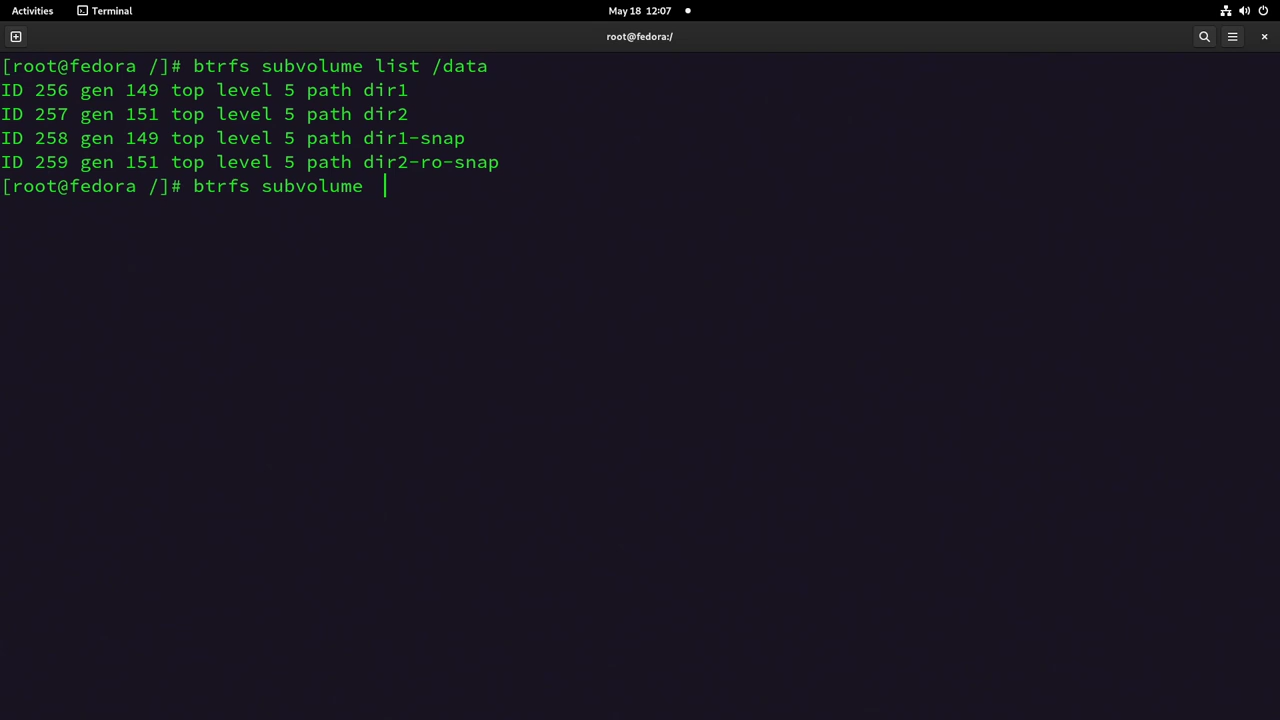 Activities Terminal May 18 12:07
root@fedora:/
[root@fedora /]# btrfs subvolume list /data
ID 256 gen 149 top level 5 path dir1
ID 257 gen 151 top level 5 path dir2
ID 258 gen 149 top level 5 path dir1-snap
ID 259 gen 151 top level 5 path dir2-ro-snap
[root@fedora /]# btrfs subvolume